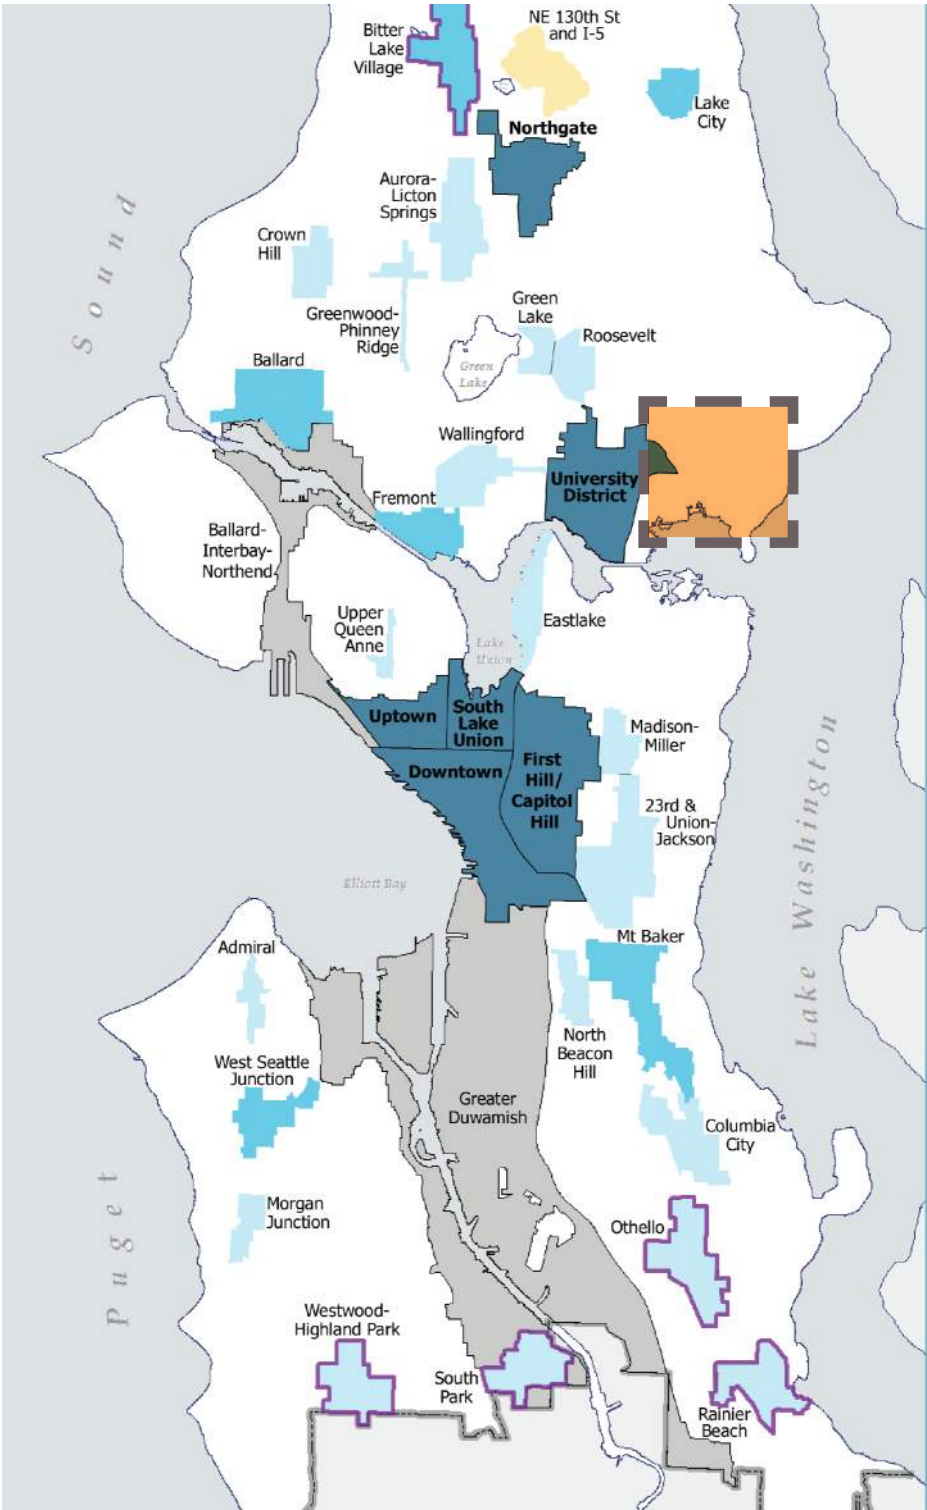 Bitter
Lake
Village
NE 130th St
and I-5
Lake
City
Northgate
Aurora-
Licton
Springs
Sound
Crown
Hill
Greenwood-
Phinney
Ridge
Green
Lake
Roosevelt
Green
Lake
Ballard
Wallingford
University
District
Fremont
Ballard-
Interbay-
Northend
Upper
Queen
Anne
Eastlake
Lake
Union
Uptown
South
Lake
Union
Madison-
Miller
Downtown
First
Hill/
Capitol
Hill
23rd &
Union-
Jackson
Lake Washington
Elliott Bay
Admiral
Mt Baker
North
Beacon
Hill
West Seattle
Junction
Greater
Duwamish
Columbia
City
Puget
Morgan
Junction
Othello
Westwood-
Highland Park
South
Park
Rainier
Beach